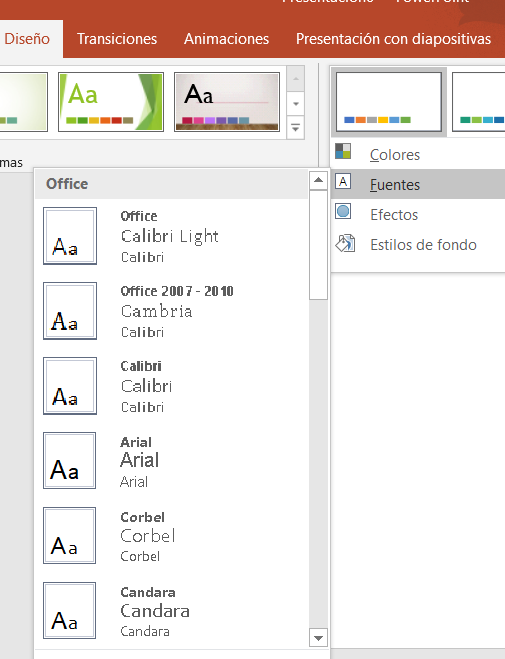 Diseño Transiciones Animaciones Presentación con diapositivas
Aa Aa
mas
Colores
Fuentes
Efectos
Estilos de fondo
Office
Aa
Office
Calibri Light
Calibri
Aa
Office 2007 - 2010
Cambria
Calibri
Aa
Calibri
Calibri
Calibri
Aa
Arial
Arial
Arial
Aa
Corbel
Corbel
Corbel
Aa
Candara
Candara
Candara